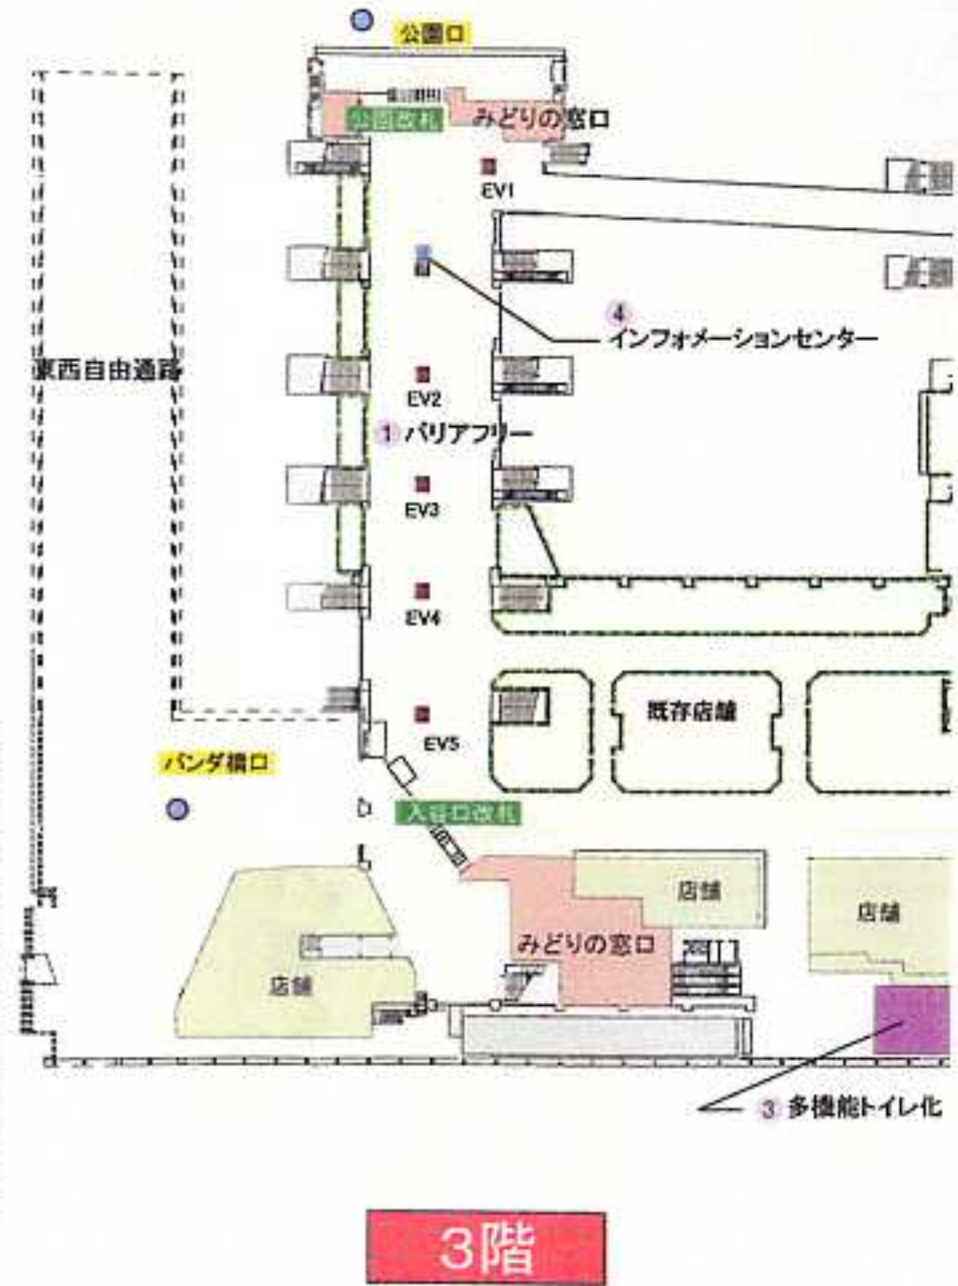 公園口
公園改札
みどりの窓口
EV1
4
インフォメーションセンター
東西自由通路
EV2
1 バリアフリー
EV3
EV4
既存店舗
EV5
パンダ橋口
入谷口改札
店舗
店舗
みどりの窓口
店舗
3 多機能トイレ化
3階